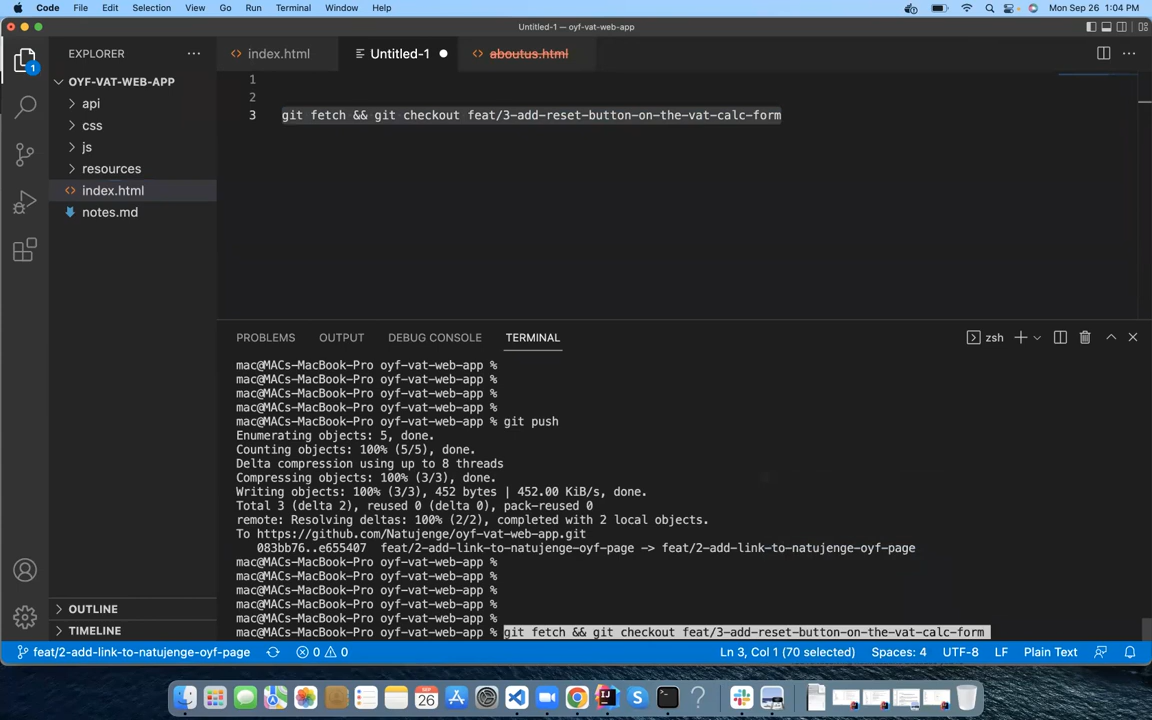 Code File Edit Selection View Go Run Terminal Window Help Mon Sep 26 1:04 PM
Untitled-1 — oyf-vat-web-app
EXPLORER
index.html Untitled-1 aboutus.html
OYF-VAT-WEB-APP
api
css
js
resources
index.html
notes.md
OUTLINE
TIMELINE
1
2
3 git fetch && git checkout feat/3-add-reset-button-on-the-vat-calc-form
PROBLEMS OUTPUT DEBUG CONSOLE TERMINAL zsh
mac@MACs-MacBook-Pro oyf-vat-web-app %
mac@MACs-MacBook-Pro oyf-vat-web-app %
mac@MACs-MacBook-Pro oyf-vat-web-app %
mac@MACs-MacBook-Pro oyf-vat-web-app %
mac@MACs-MacBook-Pro oyf-vat-web-app % git push
Enumerating objects: 5, done.
Counting objects: 100% (5/5), done.
Delta compression using up to 8 threads
Compressing objects: 100% (3/3), done.
Writing objects: 100% (3/3), 452 bytes | 452.00 KiB/s, done.
Total 3 (delta 2), reused 0 (delta 0), pack-reused 0
remote: Resolving deltas: 100% (2/2), completed with 2 local objects.
To https://github.com/Natujenge/oyf-vat-web-app.git
083bb76..e655407 feat/2-add-link-to-natujenge-oyf-page -> feat/2-add-link-to-natujenge-oyf-page
mac@MACs-MacBook-Pro oyf-vat-web-app %
mac@MACs-MacBook-Pro oyf-vat-web-app %
mac@MACs-MacBook-Pro oyf-vat-web-app %
mac@MACs-MacBook-Pro oyf-vat-web-app %
mac@MACs-MacBook-Pro oyf-vat-web-app %
mac@MACs-MacBook-Pro oyf-vat-web-app % git fetch && git checkout feat/3-add-reset-button-on-the-vat-calc-form
feat/2-add-link-to-natujenge-oyf-page 0 0 Ln 3, Col 1 (70 selected) Spaces: 4 UTF-8 LF Plain Text
1
SEP
26